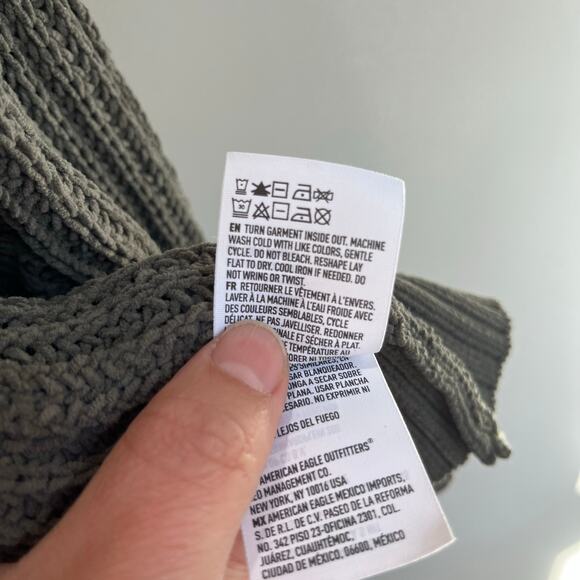 EN TURN GARMENT INSIDE OUT. MACHINE
WASH COLD WITH LIKE COLORS, GENTLE
CYCLE. DO NOT BLEACH. RESHAPE LAY
FLAT TO DRY. COOL IRON IF NEEDED. DO
NOT WRING OR TWIST.
FR RETOURNER LE VÊTEMENT À L'ENVERS.
LAVER À LA MACHINE À L'EAU FROIDE AVEC
DES COULEURS SEMBLABLES, CYCLE
DÉLICAT. NE PAS JAVELLISER. REDONNER
ET SÉCHER À PLAT.
TEMPÉRATURE AU
BLANQUEADOR.
A SECAR SOBRE
PLANA. USAR PLANCHA
NO EXPRIMIR NI
LEJOS DEL FUEGO
AMERICAN EAGLE OUTFITTERS®
MANAGEMENT CO.
NEW YORK, NY 10016 USA
MX AMERICAN EAGLE MEXICO IMPORTS,
S. DE R.L. DE C.V. PASEO DE LA REFORMA
NO. 342 PISO 23-OFICINA 2301, COL.
JUÁREZ, CUAUHTÉMOC,
CIUDAD DE MÉXICO, 06600, MÉXICO